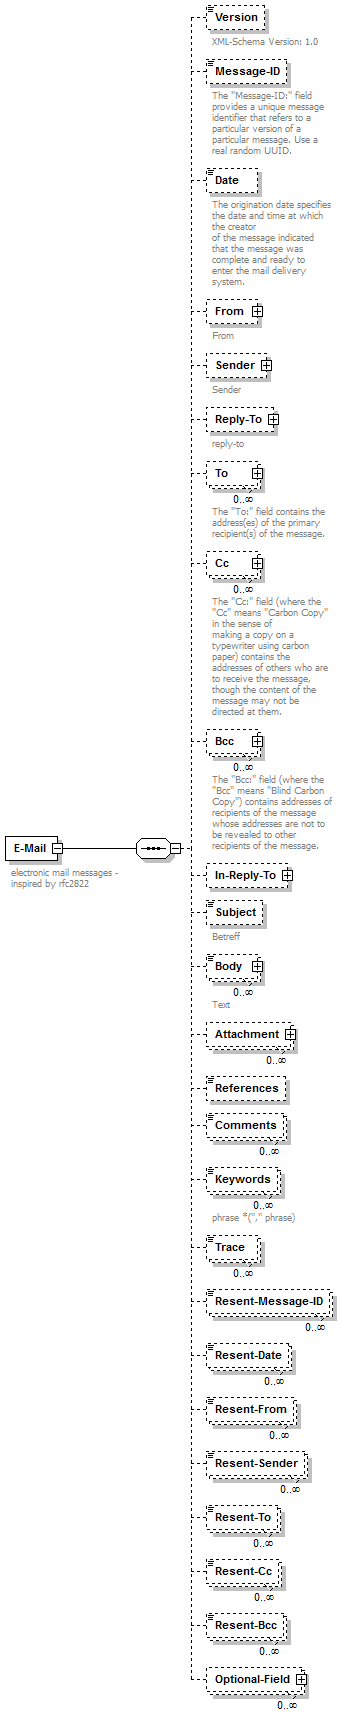 Version
XML-Schema Version: 1.0
Message-ID
The "Message-ID:" field
provides a unique message
identifier that refers to a
particular version of a
particular message. Use a
real random UUID.
Date
The origination date specifies
the date and time at which
the creator
of the message indicated
that the message was
complete and ready to
enter the mail delivery
system.
From
From
Sender
Sender
Reply-To
reply-to
To
0..∞
The "To:" field contains the
address(es) of the primary
recipient(s) of the message.
Cc
0..∞
The "Cc:" field (where the
"Cc" means "Carbon Copy"
in the sense of
making a copy on a
typewriter using carbon
paper) contains the
addresses of others who are
to receive the message,
though the content of the
message may not be
directed at them.
Bcc
0..∞
The "Bcc:" field (where the
"Bcc" means "Blind Carbon
Copy") contains addresses of
recipients of the message
whose addresses are not to
be revealed to other
recipients of the message.
E-Mail
electronic mail messages -
inspired by rfc2822
In-Reply-To
Subject
Betreff
Body
0..∞
Text
Attachment
0..∞
References
Comments
0..∞
Keywords
0..∞
phrase *("," phrase)
Trace
0..∞
Resent-Message-ID
0..∞
Resent-Date
0..∞
Resent-From
0..∞
Resent-Sender
0..∞
Resent-To
0..∞
Resent-Cc
0..∞
Resent-Bcc
0..∞
Optional-Field
0..∞